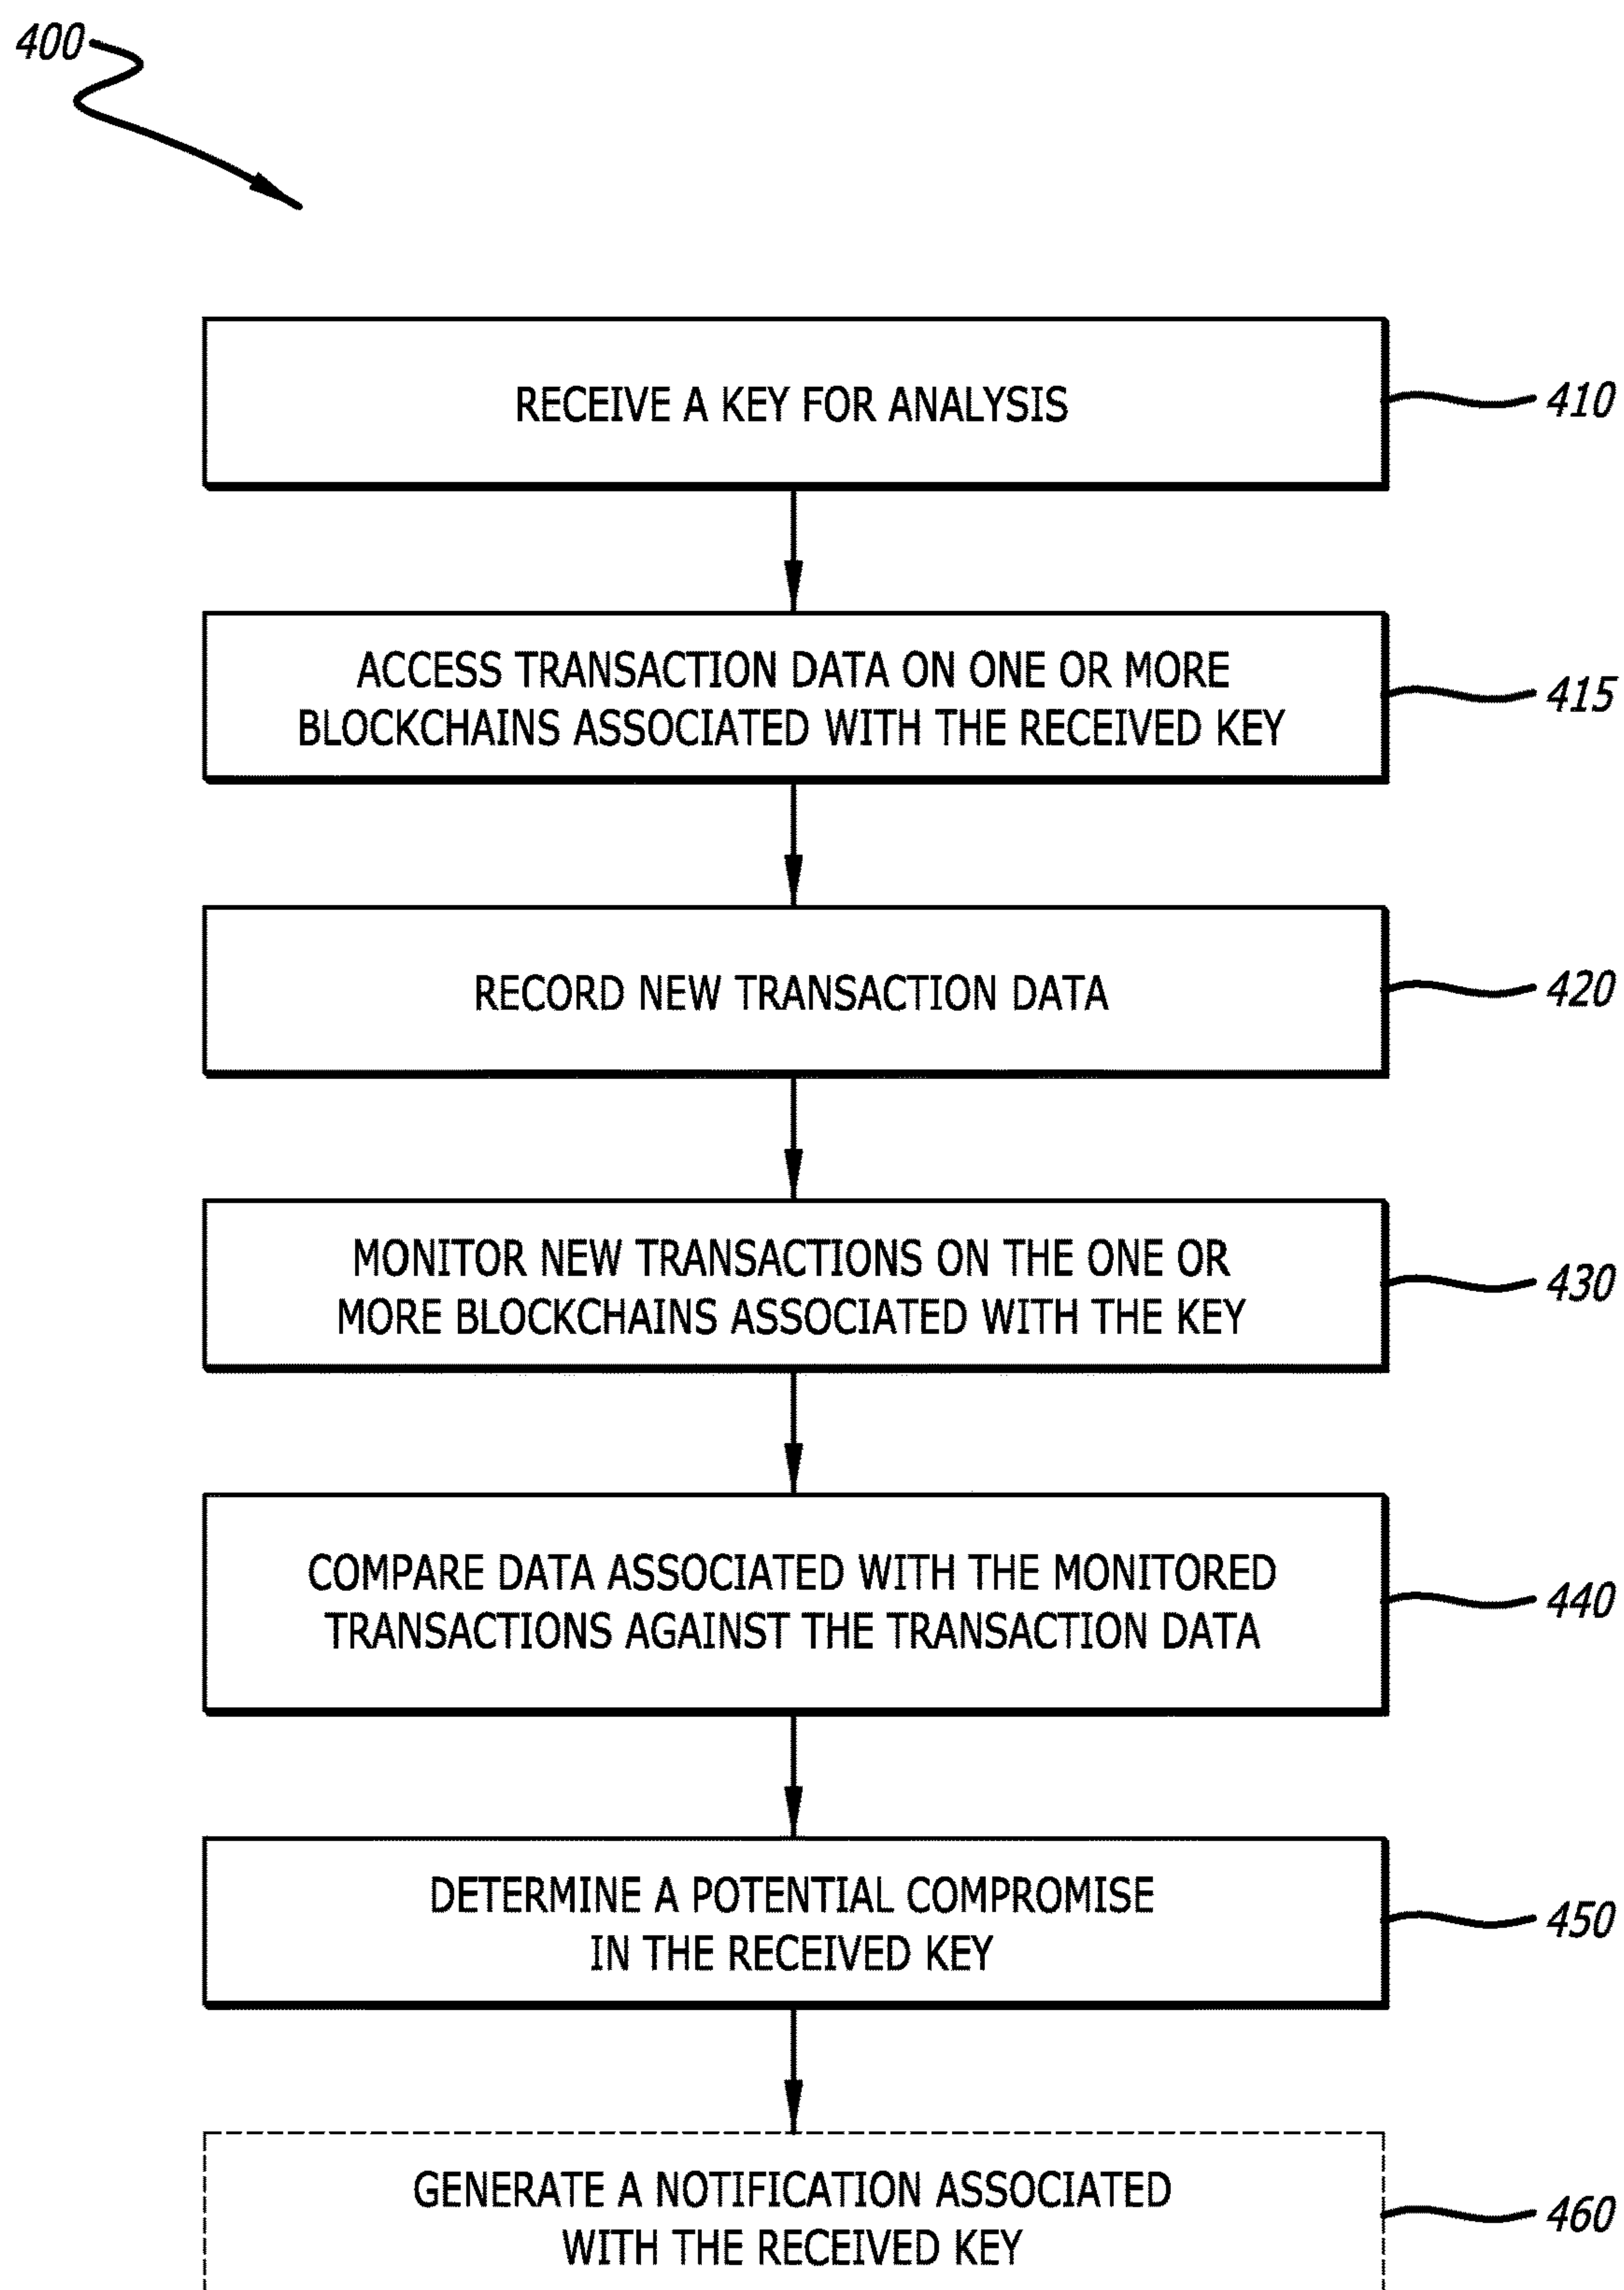 400
RECEIVE A KEY FOR ANALYSIS
410
ACCESS TRANSACTION DATA ON ONE OR MORE
BLOCKCHAINS ASSOCIATED WITH THE RECEIVED KEY
415
RECORD NEW TRANSACTION DATA
420
MONITOR NEW TRANSACTIONS ON THE ONE OR
MORE BLOCKCHAINS ASSOCIATED WITH THE KEY
430
COMPARE DATA ASSOCIATED WITH THE MONITORED
TRANSACTIONS AGAINST THE TRANSACTION DATA
440
DETERMINE A POTENTIAL COMPROMISE
IN THE RECEIVED KEY
450
GENERATE A NOTIFICATION ASSOCIATED
WITH THE RECEIVED KEY
460